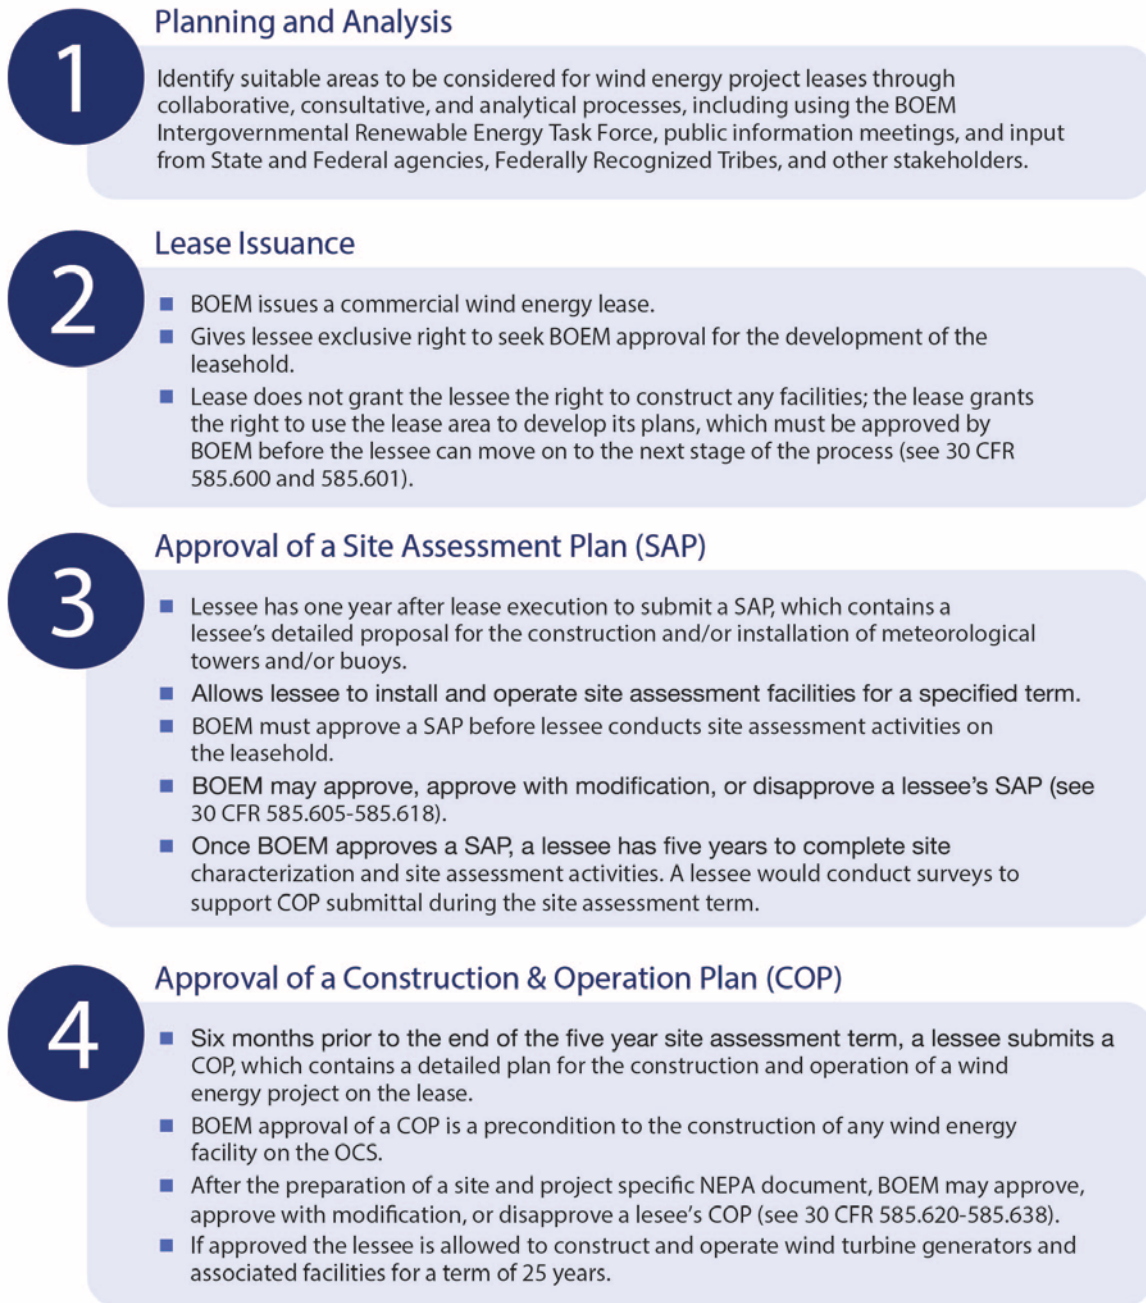 1
Planning and Analysis
Identify suitable areas to be considered for wind energy project leases through
collaborative, consultative, and analytical processes, including using the BOEM
Intergovernmental Renewable Energy Task Force, public information meetings, and input
from State and Federal agencies, Federally Recognized Tribes, and other stakeholders.
2
Lease Issuance
■ BOEM issues a commercial wind energy lease.
■ Gives lessee exclusive right to seek BOEM approval for the development of the
leasehold.
■ Lease does not grant the lessee the right to construct any facilities; the lease grants
the right to use the lease area to develop its plans, which must be approved by
BOEM before the lessee can move on to the next stage of the process (see 30 CFR
585.600 and 585.601).
3
Approval of a Site Assessment Plan (SAP)
■ Lessee has one year after lease execution to submit a SAP, which contains a
lessee's detailed proposal for the construction and/or installation of meteorological
towers and/or buoys.
■ Allows lessee to install and operate site assessment facilities for a specified term.
■ BOEM must approve a SAP before lessee conducts site assessment activities on
the leasehold.
■ BOEM may approve, approve with modification, or disapprove a lessee's SAP (see
30 CFR 585.605-585.618).
■ Once BOEM approves a SAP, a lessee has five years to complete site
characterization and site assessment activities. A lessee would conduct surveys to
support COP submittal during the site assessment term.
4
Approval of a Construction & Operation Plan (COP)
■ Six months prior to the end of the five year site assessment term, a lessee submits a
COP, which contains a detailed plan for the construction and operation of a wind
energy project on the lease.
■ BOEM approval of a COP is a precondition to the construction of any wind energy
facility on the OCS.
■ After the preparation of a site and project specific NEPA document, BOEM may approve,
approve with modification, or disapprove a lesee's COP (see 30 CFR 585.620-585.638).
■ If approved the lessee is allowed to construct and operate wind turbine generators and
associated facilities for a term of 25 years.